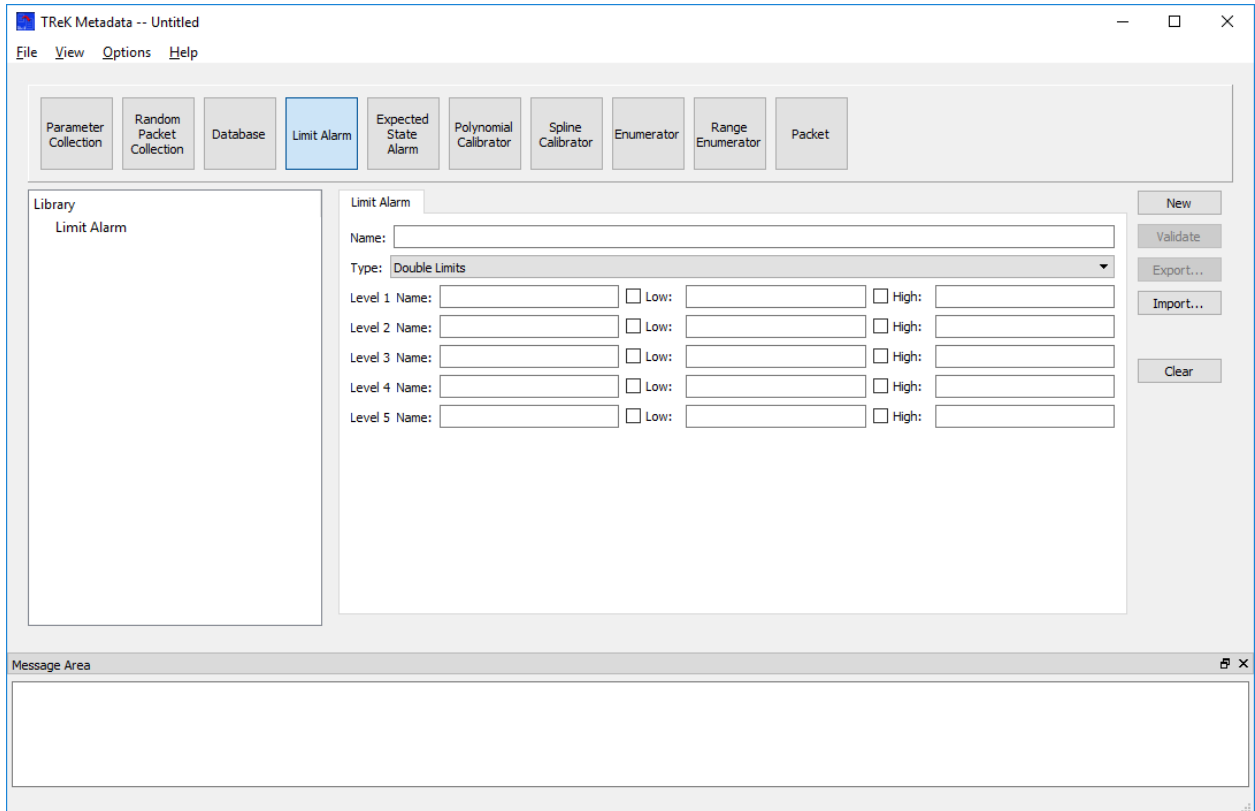 TReK Metadata -- Untitled
File View Options Help
Parameter Collection
Random Packet Collection
Database
Limit Alarm
Expected State Alarm
Polynomial Calibrator
Spline Calibrator
Enumerator
Range Enumerator
Packet
Library
Limit Alarm
Limit Alarm
Name:
Type: Double Limits
Level 1 Name: Low: High:
Level 2 Name: Low: High:
Level 3 Name: Low: High:
Level 4 Name: Low: High:
Level 5 Name: Low: High:
New
Validate
Export...
Import...
Clear
Message Area